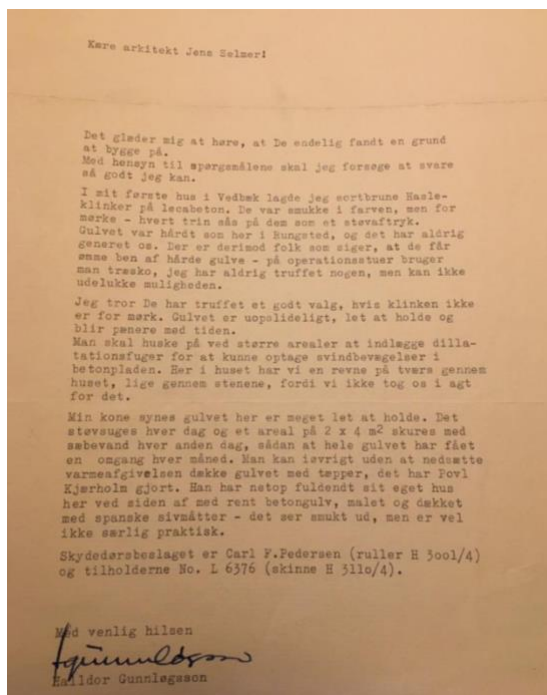 Kære arkitekt Jens Selmer!
Det glæder mig at høre, at De endelig fandt en grund
at bygge på.
Med hensyn til spørgsmålene skal jeg forsøge at svare
så godt jeg kan.
I mit første hus i Vedbæk lagde jeg sortbrune Hasle-
klinker på lecabeton. De var smukke i farven, men for
mørke - hvert trin sås på dem som et støvaftryk.
Gulvet var hårdt som her i Rungsted, og det har aldrig
generet os. Der er derimod folk som siger, at de får
ømme ben af hårde gulve - på operationsstuer bruger
man træsko, jeg har aldrig truffet nogen, men kan ikke
udelukke muligheden.
Jeg tror De har truffet et godt valg, hvis klinken ikke
er for mørk. Gulvet er uopslideligt, let at holde og
blir pænere med tiden.
Man skal huske på ved større arealer at indlægge dilla-
tationsfuger for at kunne optage svindbevægelser i
betonpladen. Her i huset har vi en revne på tværs gennem
huset, lige gennem stenene, fordi vi ikke tog os i agt
for det.
Min kone synes gulvet her er meget let at holde. Det
støvsuges hver dag og et areal på 2 x 4 m² skures med
sæbevand hver anden dag, sådan at hele gulvet har fået
en omgang hver måned. Man kan iøvrigt uden at nedsætte
varmeafgivelsen dække gulvet med tæpper, det har Povl
Kjærholm gjort. Han har netop fuldendt sit eget hus
her ved siden af med rent betongulv, malet og dækket
med spanske sivmåtter - det ser smukt ud, men er vel
ikke særlig praktisk.
Skydedørsbeslaget er Carl F.Pedersen (ruller H 3001/4)
og tilholderne No. L 6376 (skinne H 3110/4).
Med venlig hilsen
Halldor Gunnløgsson